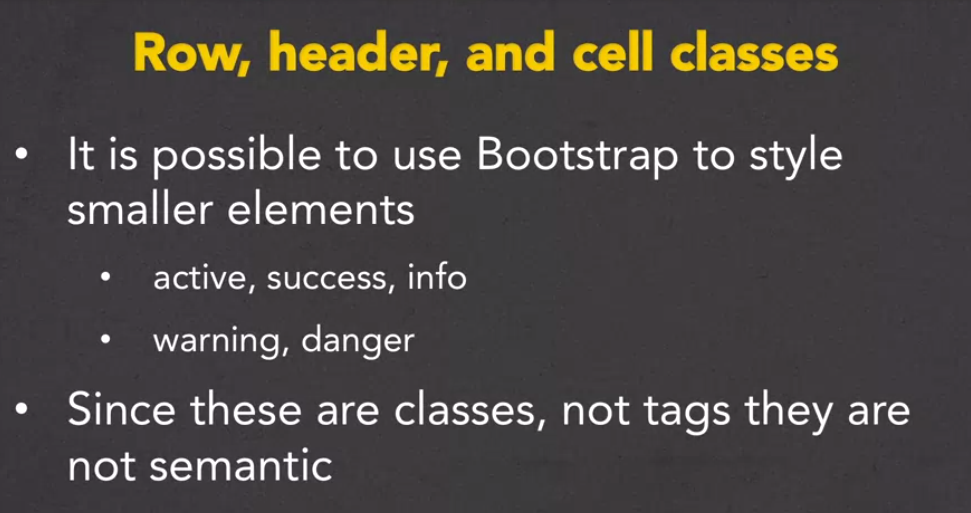 Row, header, and cell classes
• It is possible to use Bootstrap to style
smaller elements
• active, success, info
• warning, danger
• Since these are classes, not tags they are
not semantic